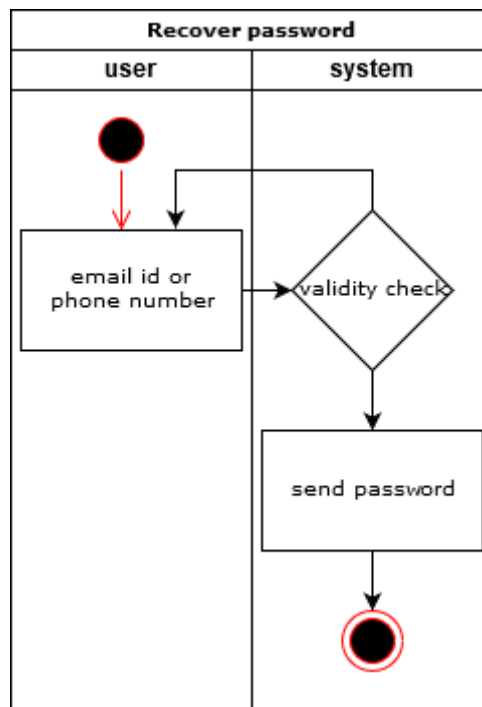 Recover password
user
system
email id or
phone number
validity check
send password